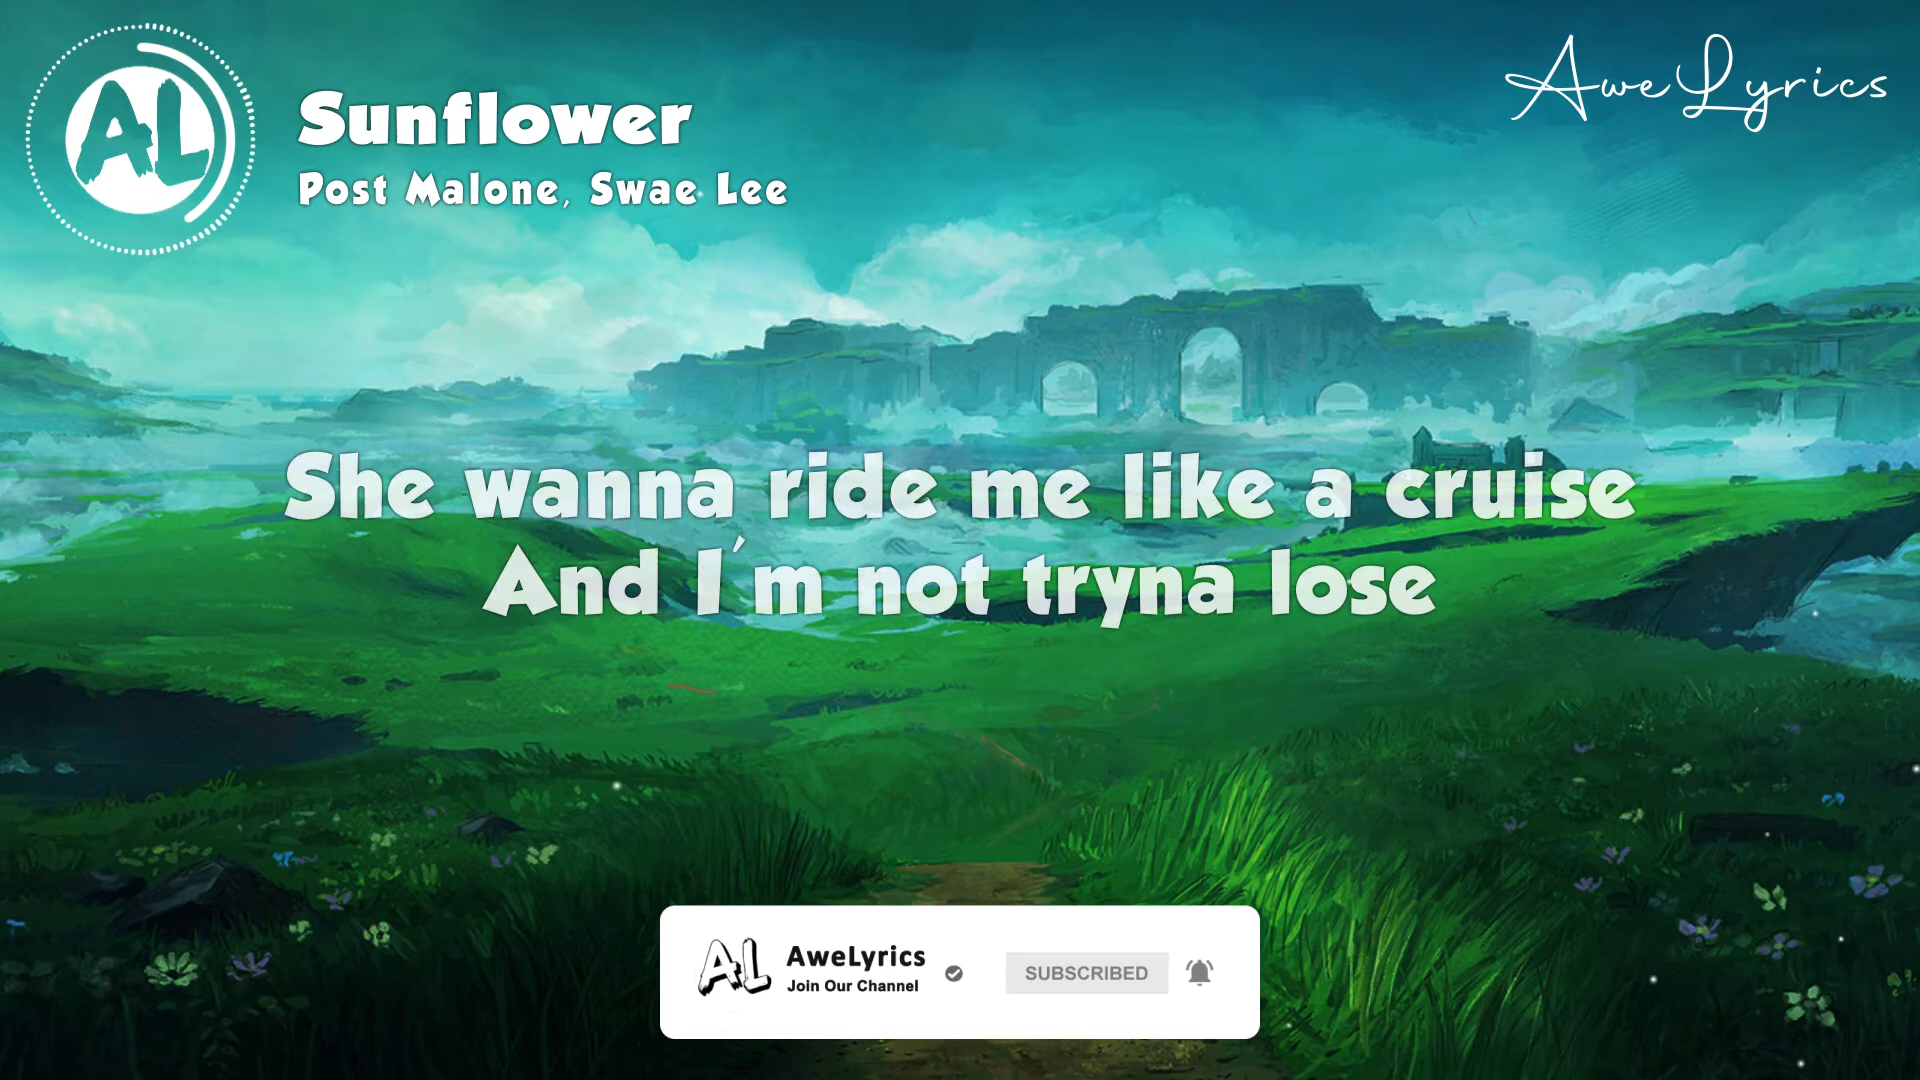 AL
Sunflower
Post Malone, Swae Lee
AweLyrics
She wanna ride me like a cruise
And I'm not tryna lose
AL
AweLyrics
Join Our Channel
SUBSCRIBED